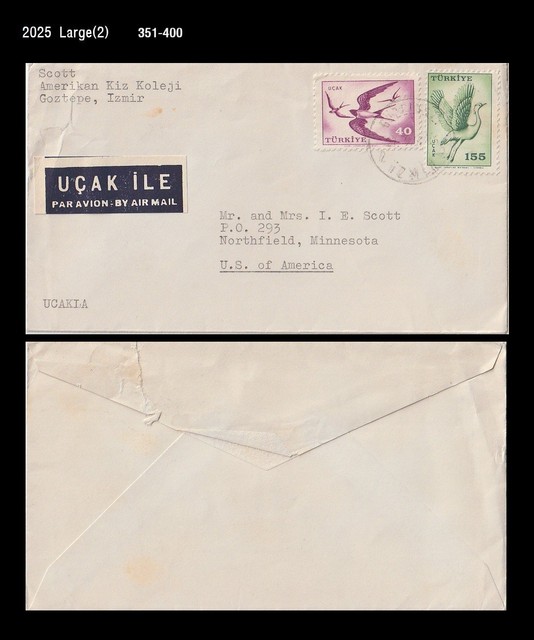 2025 Large(2) 351-400
Scott
Amerikan Kiz Koleji
Goztepe, Izmir
UÇAK
40
TÜRKİYE
TÜRKİYE
UÇAK
155
UÇAK İLE
PAR AVION-BY AIR MAIL
Mr. and Mrs. I. E. Scott
P.O. 293
Northfield, Minnesota
U.S. of America
UCAKLA